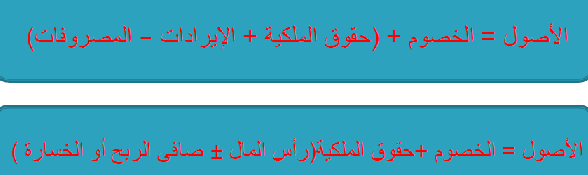 الأصول = الخصوم + (حقوق الملكية + الإيرادات – المصروفات)
الأصول = الخصوم +حقوق الملكية(رأس المال ± صافى الربح أو الخسارة )